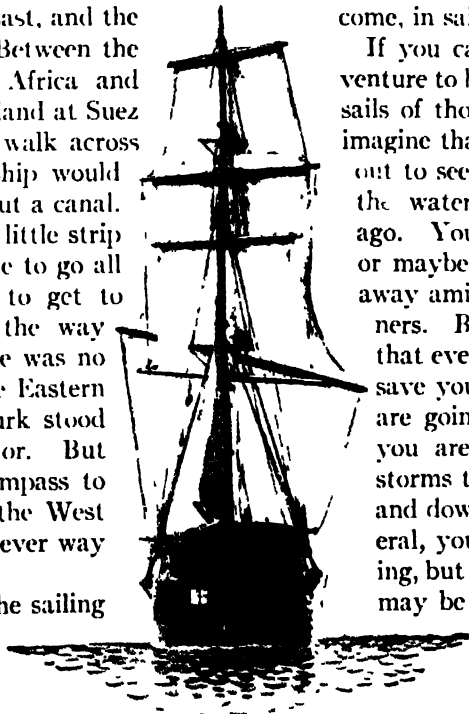 ast, and the
Between the
Africa and
and at Suez
walk across
hip would
ut a canal.
little strip
e to go all
to get to
the way
e was no
Eastern
urk stood
or. But
mpass to
the West
ever way
he sailing
come, in sai
If you ca
venture to b
sails of tho
imagine tha
out to see
the water
ago. You
or maybe
away ami
ners. B
that eve
save you
are goin
you are
storms t
and dow
eral, you
ing, but
may be